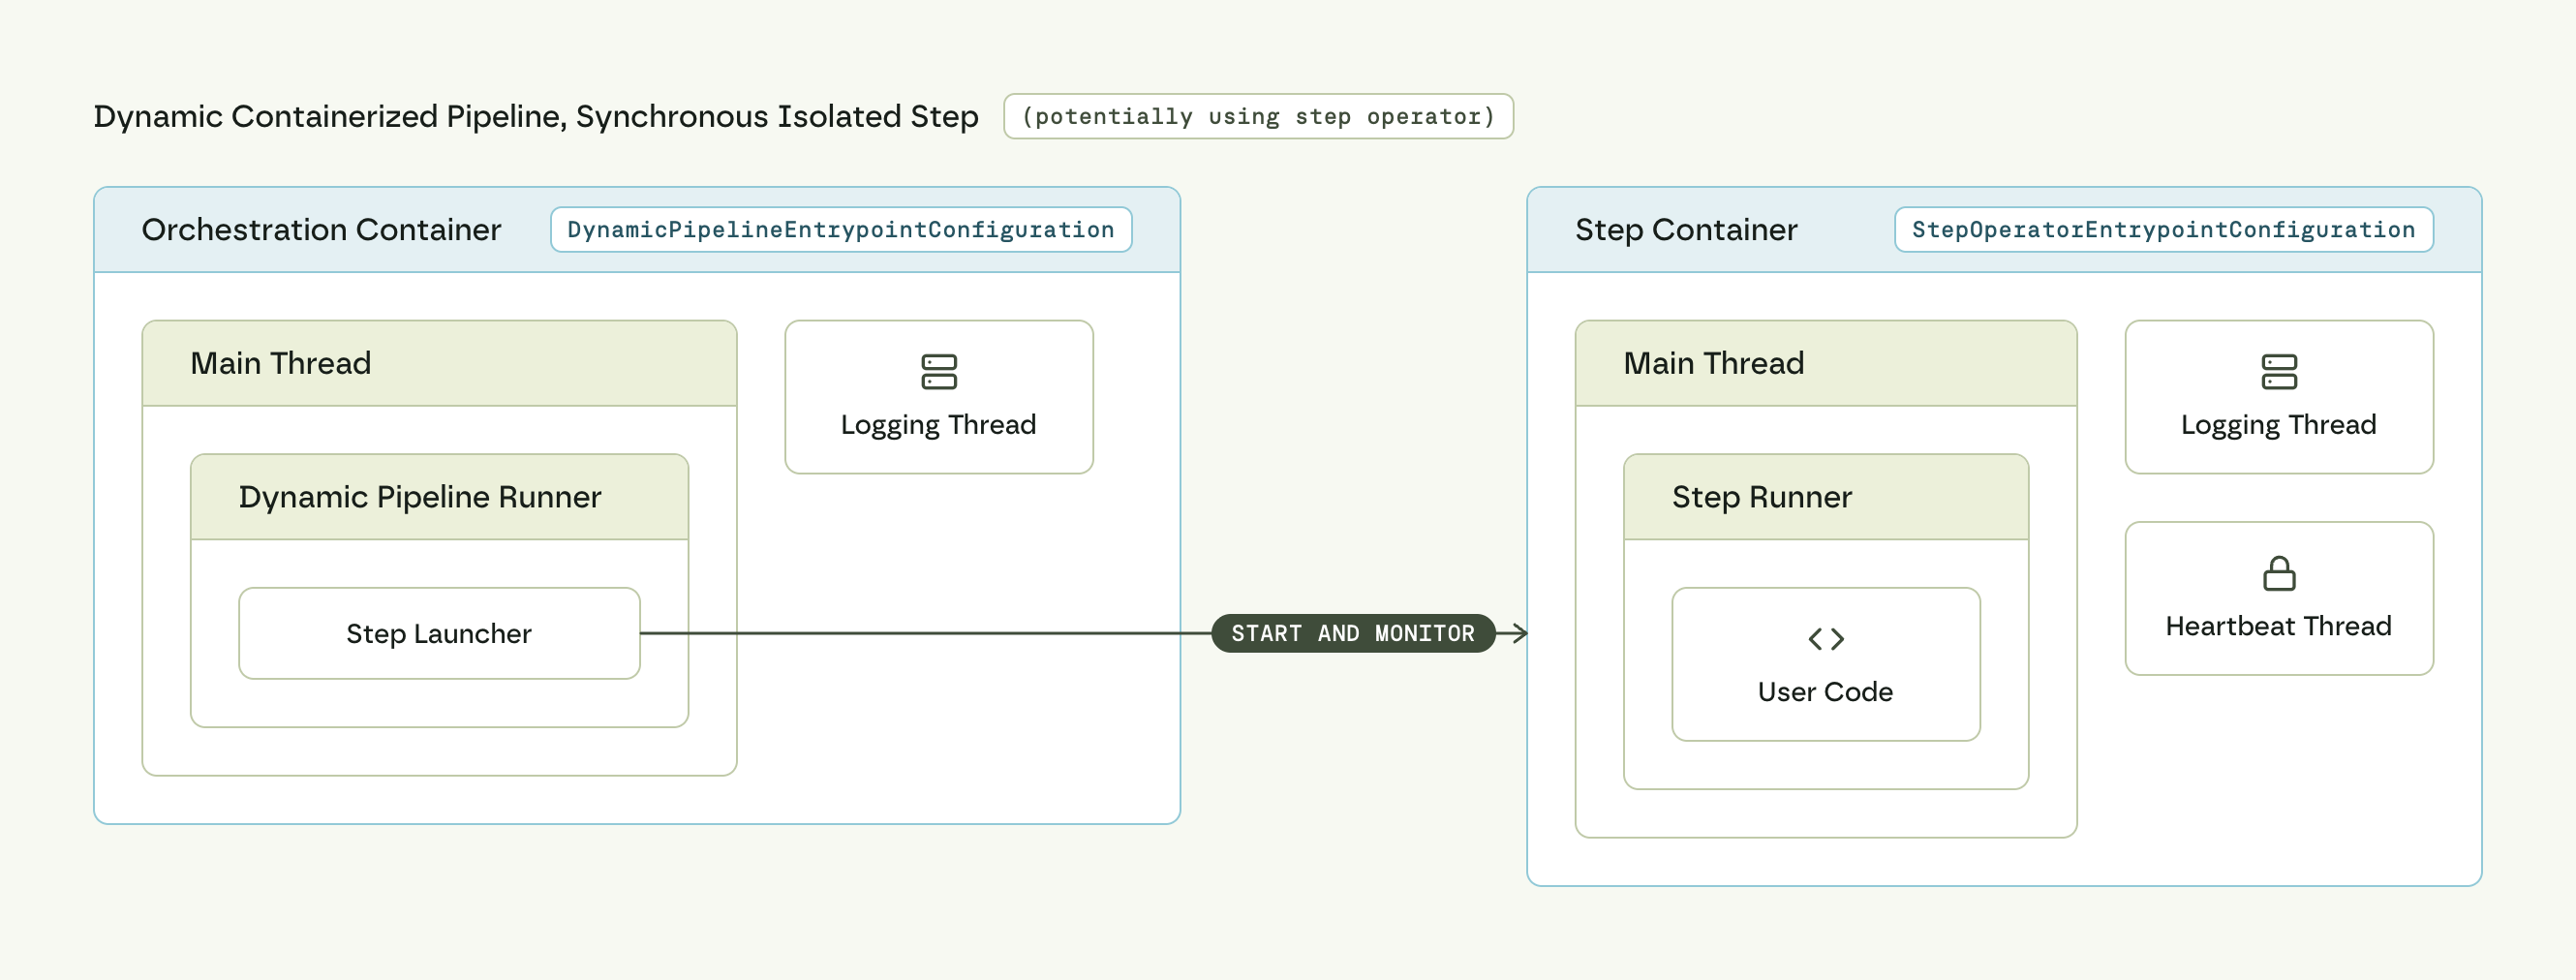 Dynamic Containerized Pipeline, Synchronous Isolated Step
(potentially using step operator)
Orchestration Container
DynamicPipelineEntrypointConfiguration
Main Thread
Logging Thread
Dynamic Pipeline Runner
Step Launcher
START AND MONITOR
Step Container
StepOperatorEntrypointConfiguration
Main Thread
Logging Thread
Step Runner
Heartbeat Thread
User Code